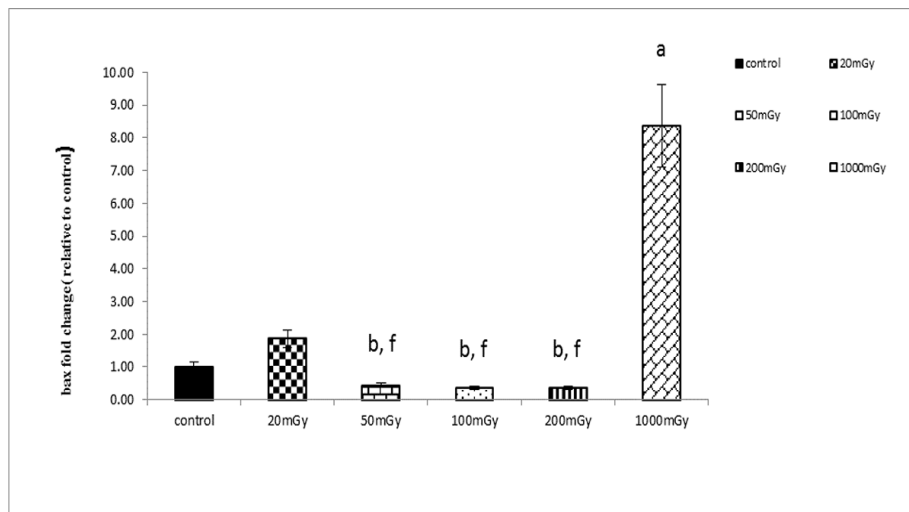 a
10.00
9.00
8.00
7.00
6.00
5.00
4.00
3.00
2.00
1.00
0.00
bax fold change( relative to control)
b, f
b, f
b, f
control
20mGy
50mGy
100mGy
200mGy
1000mGy
control
20mGy
50mGy
100mGy
200mGy
1000mGy